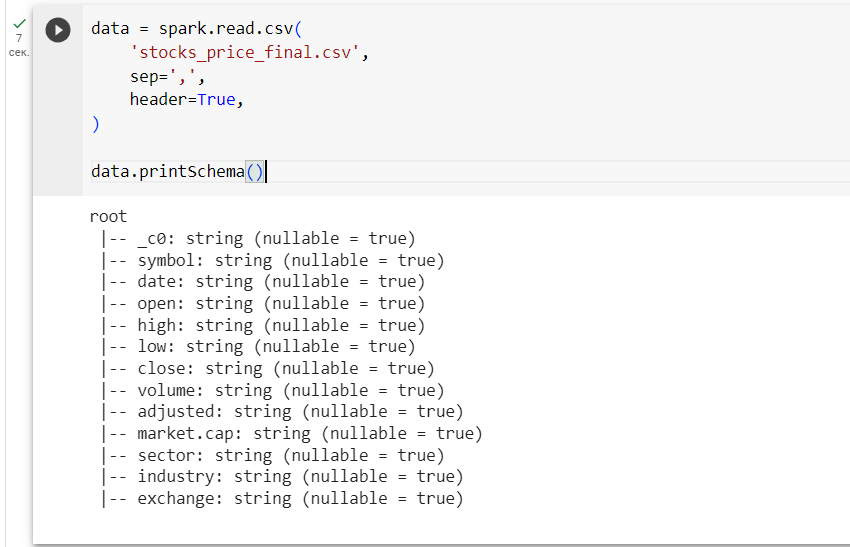 7
сек.
data = spark.read.csv(
    'stocks_price_final.csv',
    sep=',',
    header=True,
)
data.printSchema()
root
 |-- _c0: string (nullable = true)
 |-- symbol: string (nullable = true)
 |-- date: string (nullable = true)
 |-- open: string (nullable = true)
 |-- high: string (nullable = true)
 |-- low: string (nullable = true)
 |-- close: string (nullable = true)
 |-- volume: string (nullable = true)
 |-- adjusted: string (nullable = true)
 |-- market.cap: string (nullable = true)
 |-- sector: string (nullable = true)
 |-- industry: string (nullable = true)
 |-- exchange: string (nullable = true)